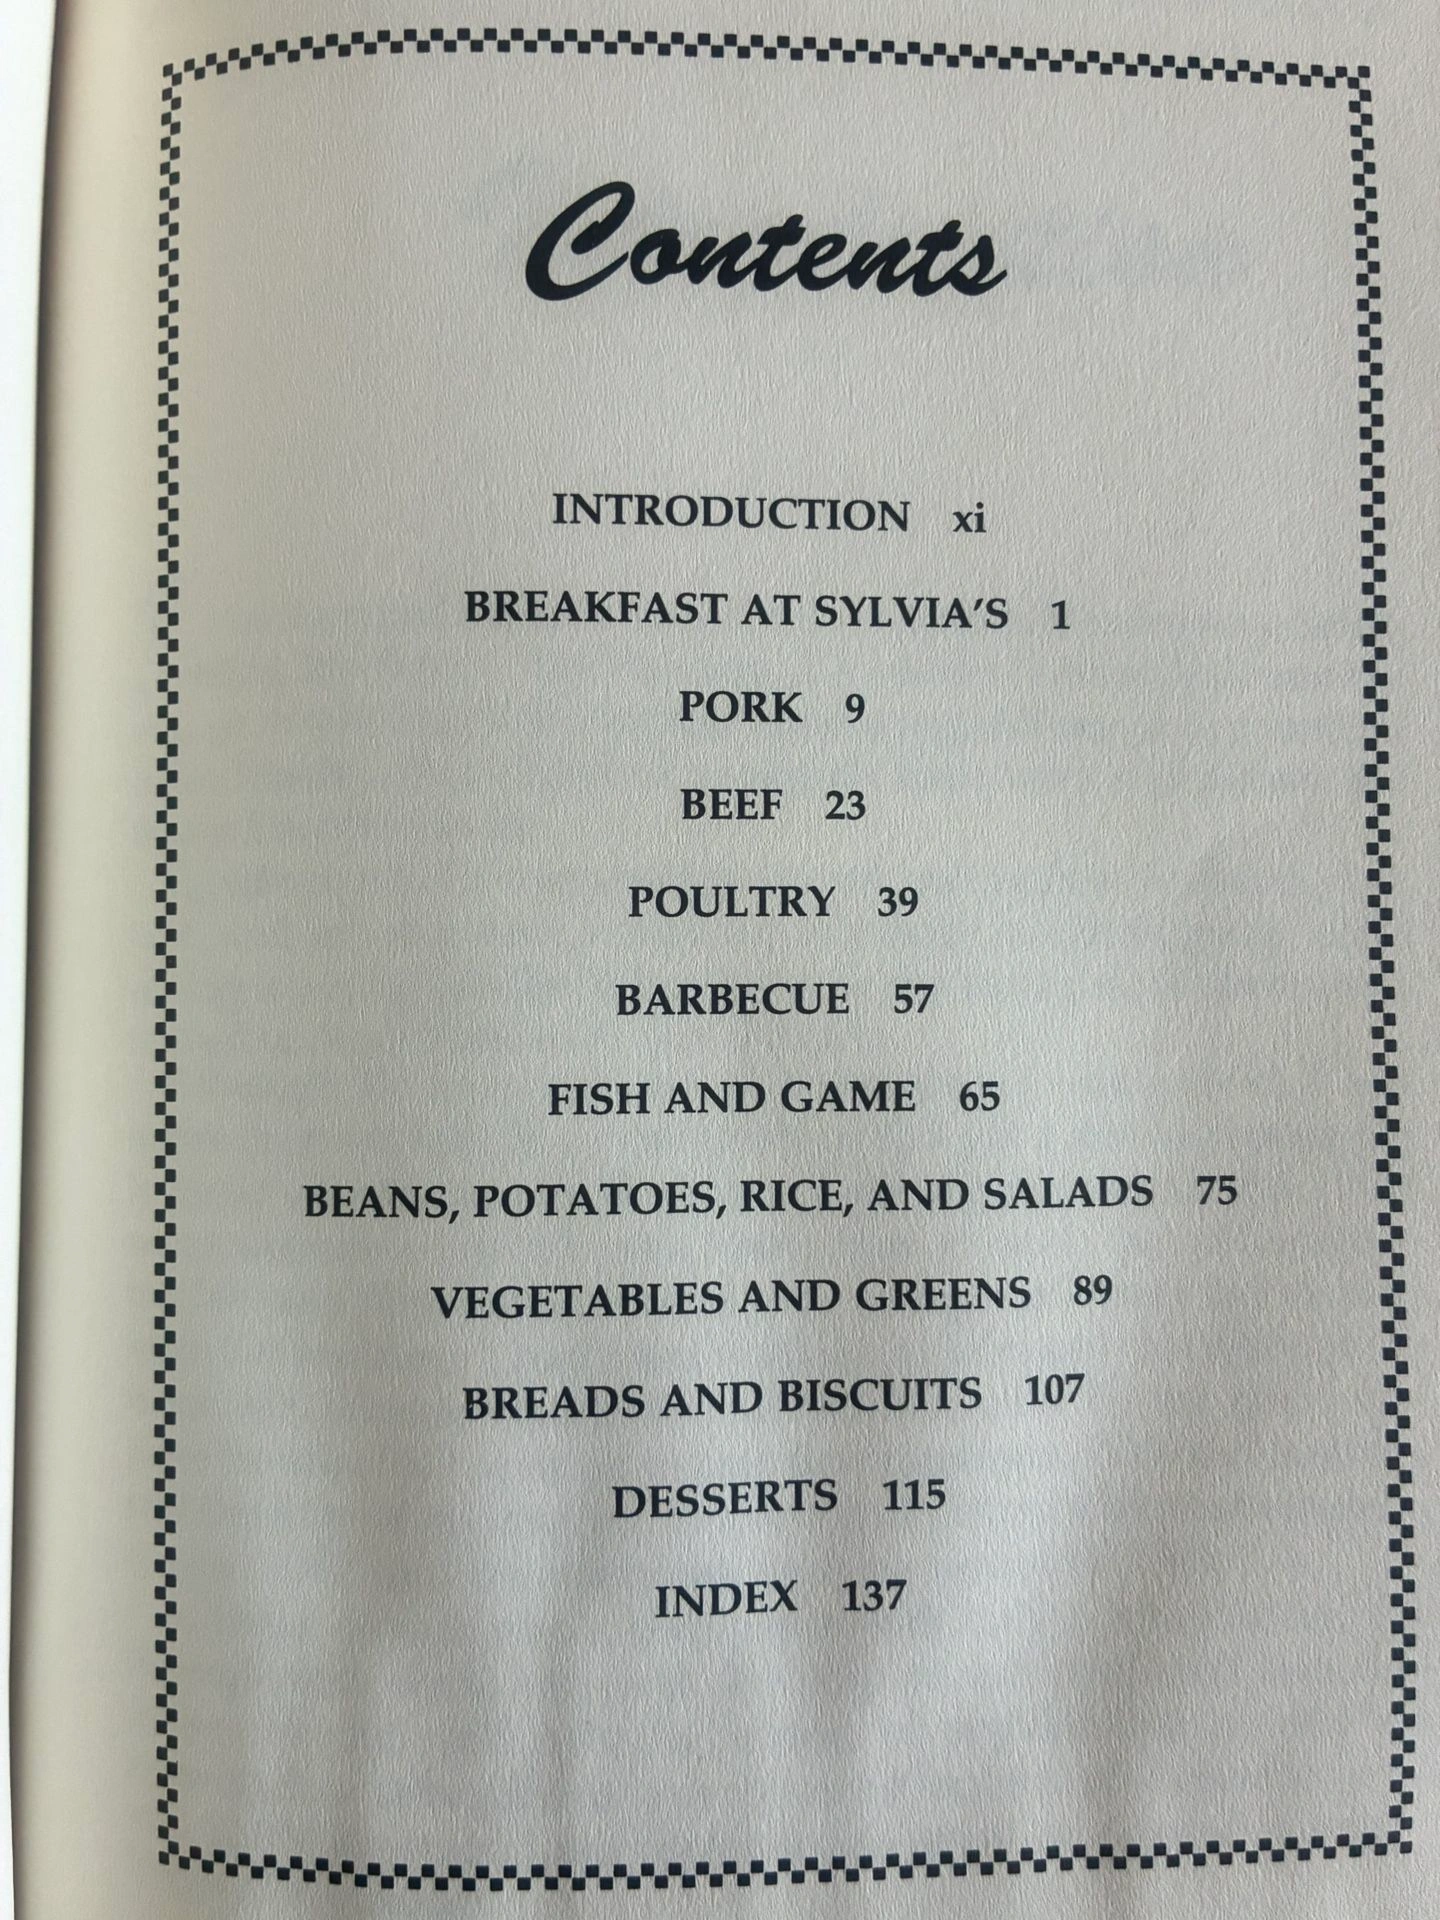 Contents
INTRODUCTION xi
BREAKFAST AT SYLVIA'S 1
PORK 9
BEEF 23
POULTRY 39
BARBECUE 57
FISH AND GAME 65
BEANS, POTATOES, RICE, AND SALADS 75
VEGETABLES AND GREENS 89
BREADS AND BISCUITS 107
DESSERTS 115
INDEX 137